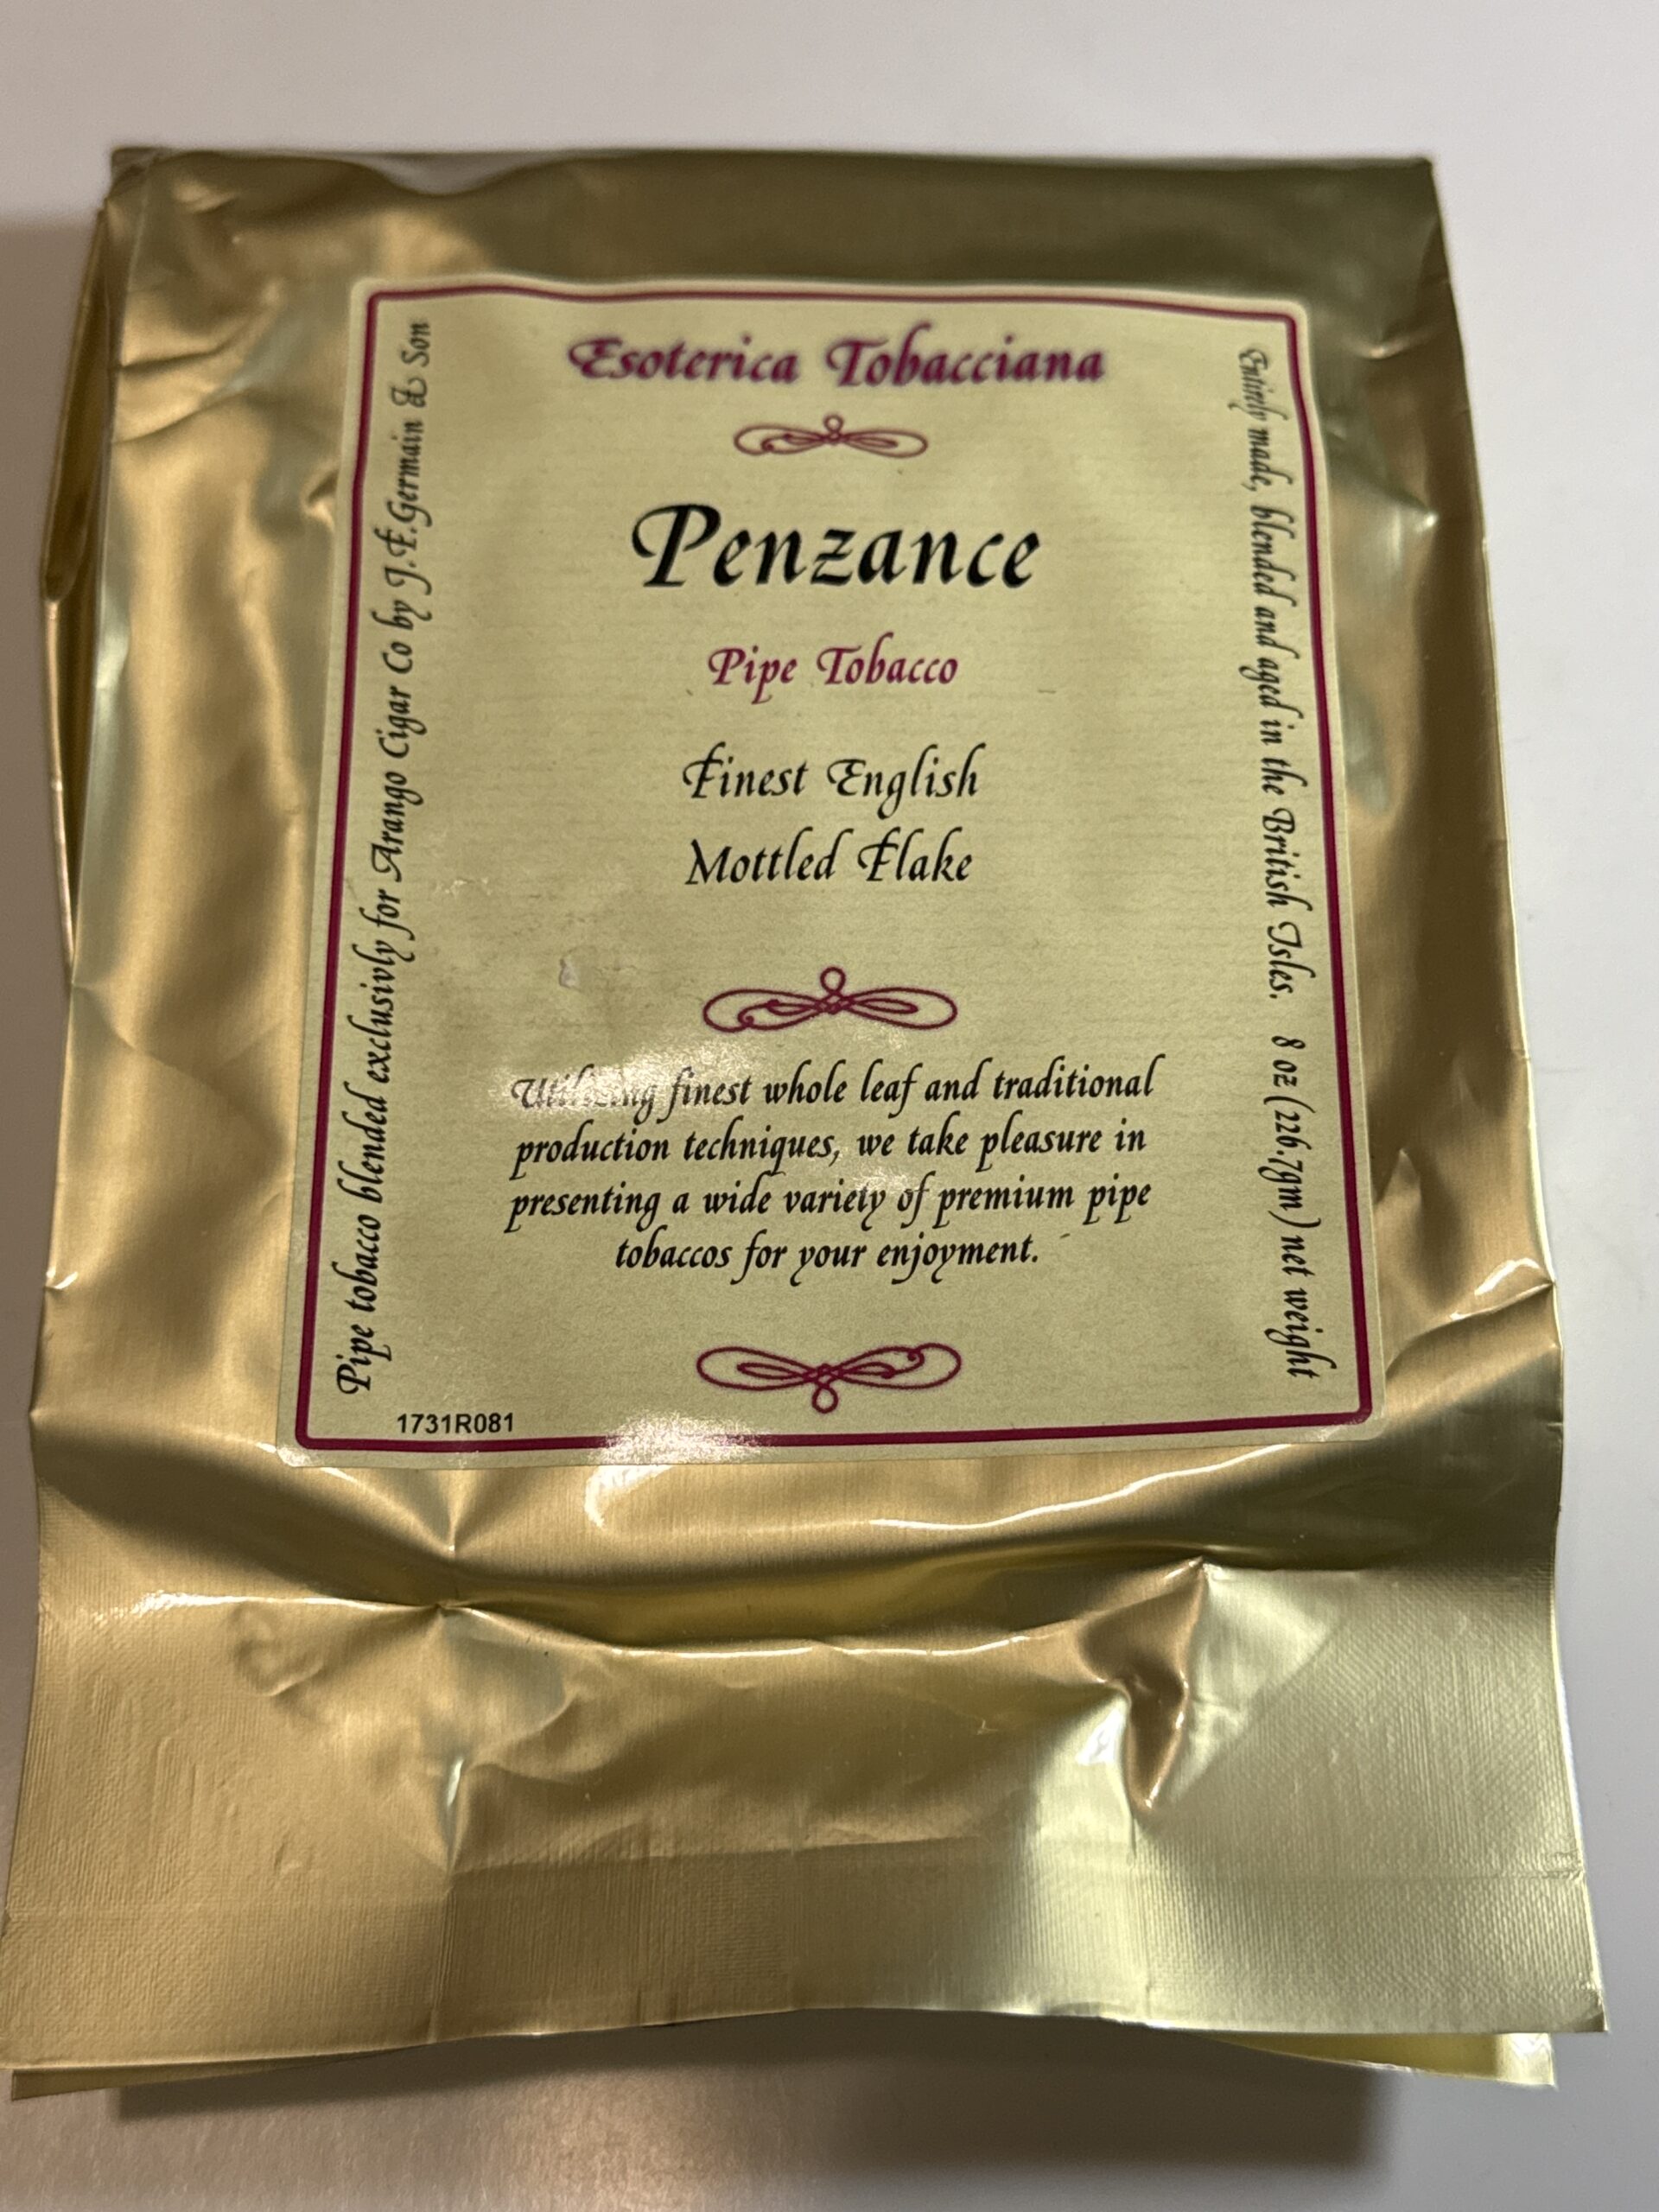 Esoterica Tobacciana
Penzance
Pipe Tobacco
Finest English
Mottled Flake
Utilizing finest whole leaf and traditional
production techniques, we take pleasure in
presenting a wide variety of premium pipe
tobaccos for your enjoyment.
Pipe tobacco blended exclusivly for Arango Cigar Co by J.F.Germain & Son
Entirely made, blended and aged in the British Isles. 8 oz (226.7gm) net weight
1731R081